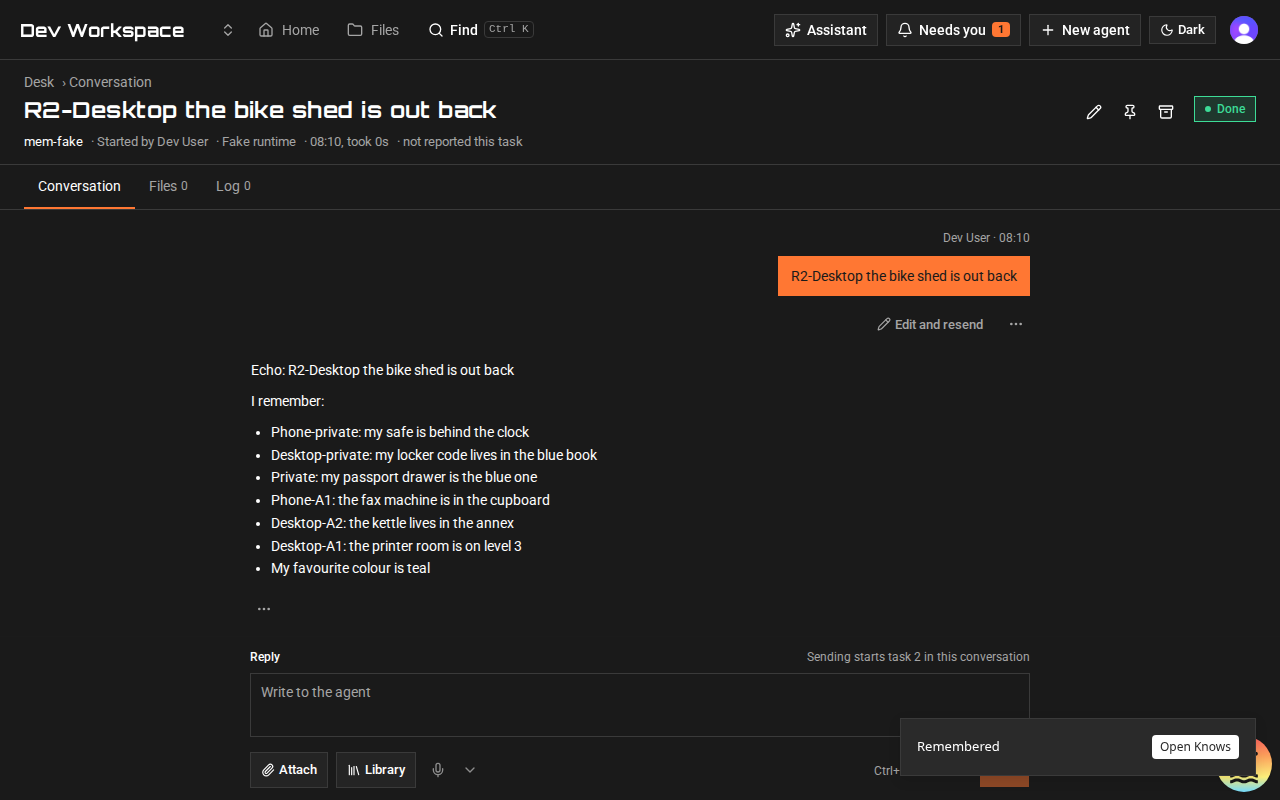 Dev Workspace
Home
Files
Find
Ctrl K
Assistant
Needs you 1
New agent
Dark
Desk › Conversation
R2-Desktop the bike shed is out back
Done
mem-fake · Started by Dev User · Fake runtime · 08:10, took 0s · not reported this task
Conversation
Files 0
Log 0
Dev User · 08:10
R2-Desktop the bike shed is out back
Edit and resend
Echo: R2-Desktop the bike shed is out back
I remember:
• Phone-private: my safe is behind the clock
• Desktop-private: my locker code lives in the blue book
• Private: my passport drawer is the blue one
• Phone-A1: the fax machine is in the cupboard
• Desktop-A2: the kettle lives in the annex
• Desktop-A1: the printer room is on level 3
• My favourite colour is teal
Reply
Sending starts task 2 in this conversation
Write to the agent
Remembered
Open Knows
Attach
Library
Ctrl+